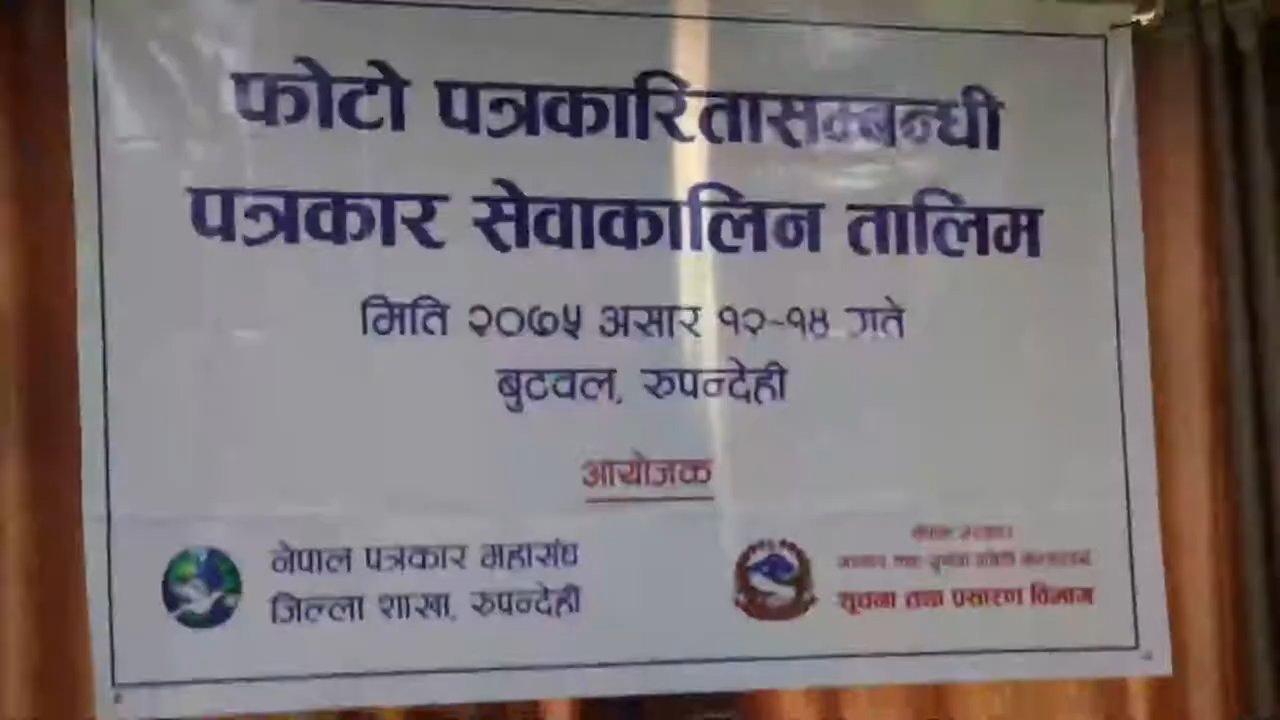 फोटो पत्रकारितासम्बन्धी
पत्रकार सेवाकालिन तालिम
मिति २०७५ असार १२-१४ गते
बुटवल, रुपन्देही
आयोजक
नेपाल पत्रकार महासंघ
जिल्ला शाखा, रुपन्देही
नेपाल सरकार
सूचना तथा प्रसारण विभाग